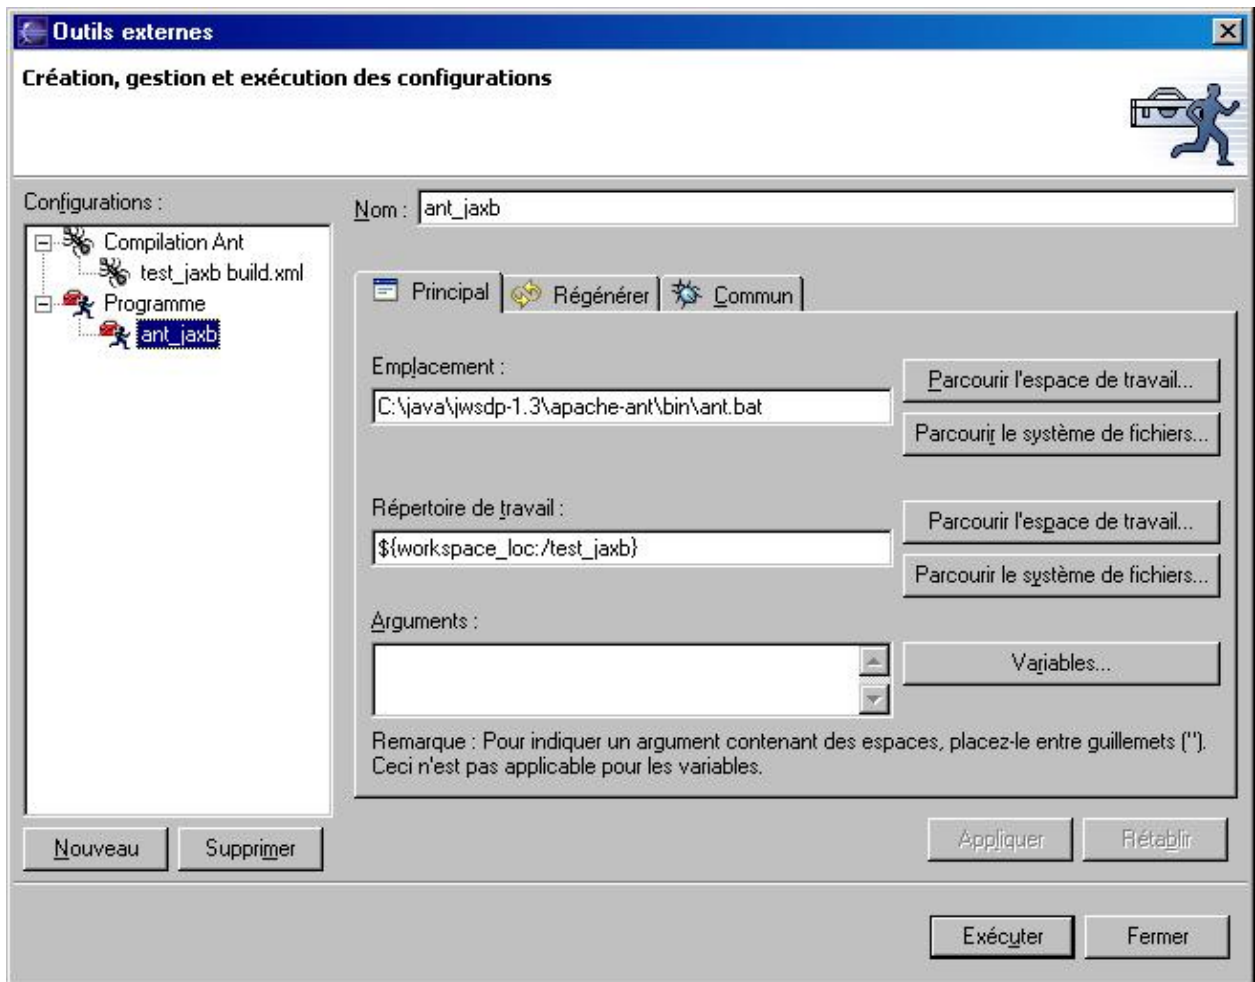 Outils externes
Création, gestion et exécution des configurations
Configurations :
Compilation Ant
test_jaxb build.xml
Programme
ant_jaxb
Nouveau
Supprimer
Nom : ant_jaxb
Principal
Régénérer
Commun
Emplacement :
C:\java\jwsdp-1.3\apache-ant\bin\ant.bat
Parcourir l'espace de travail...
Parcourir le système de fichiers...
Répertoire de travail :
${workspace_loc:/test_jaxb}
Parcourir l'espace de travail...
Parcourir le système de fichiers...
Arguments :
Variables...
Remarque : Pour indiquer un argument contenant des espaces, placez-le entre guillemets (").
Ceci n'est pas applicable pour les variables.
Appliquer
Rétablir
Exécuter
Fermer